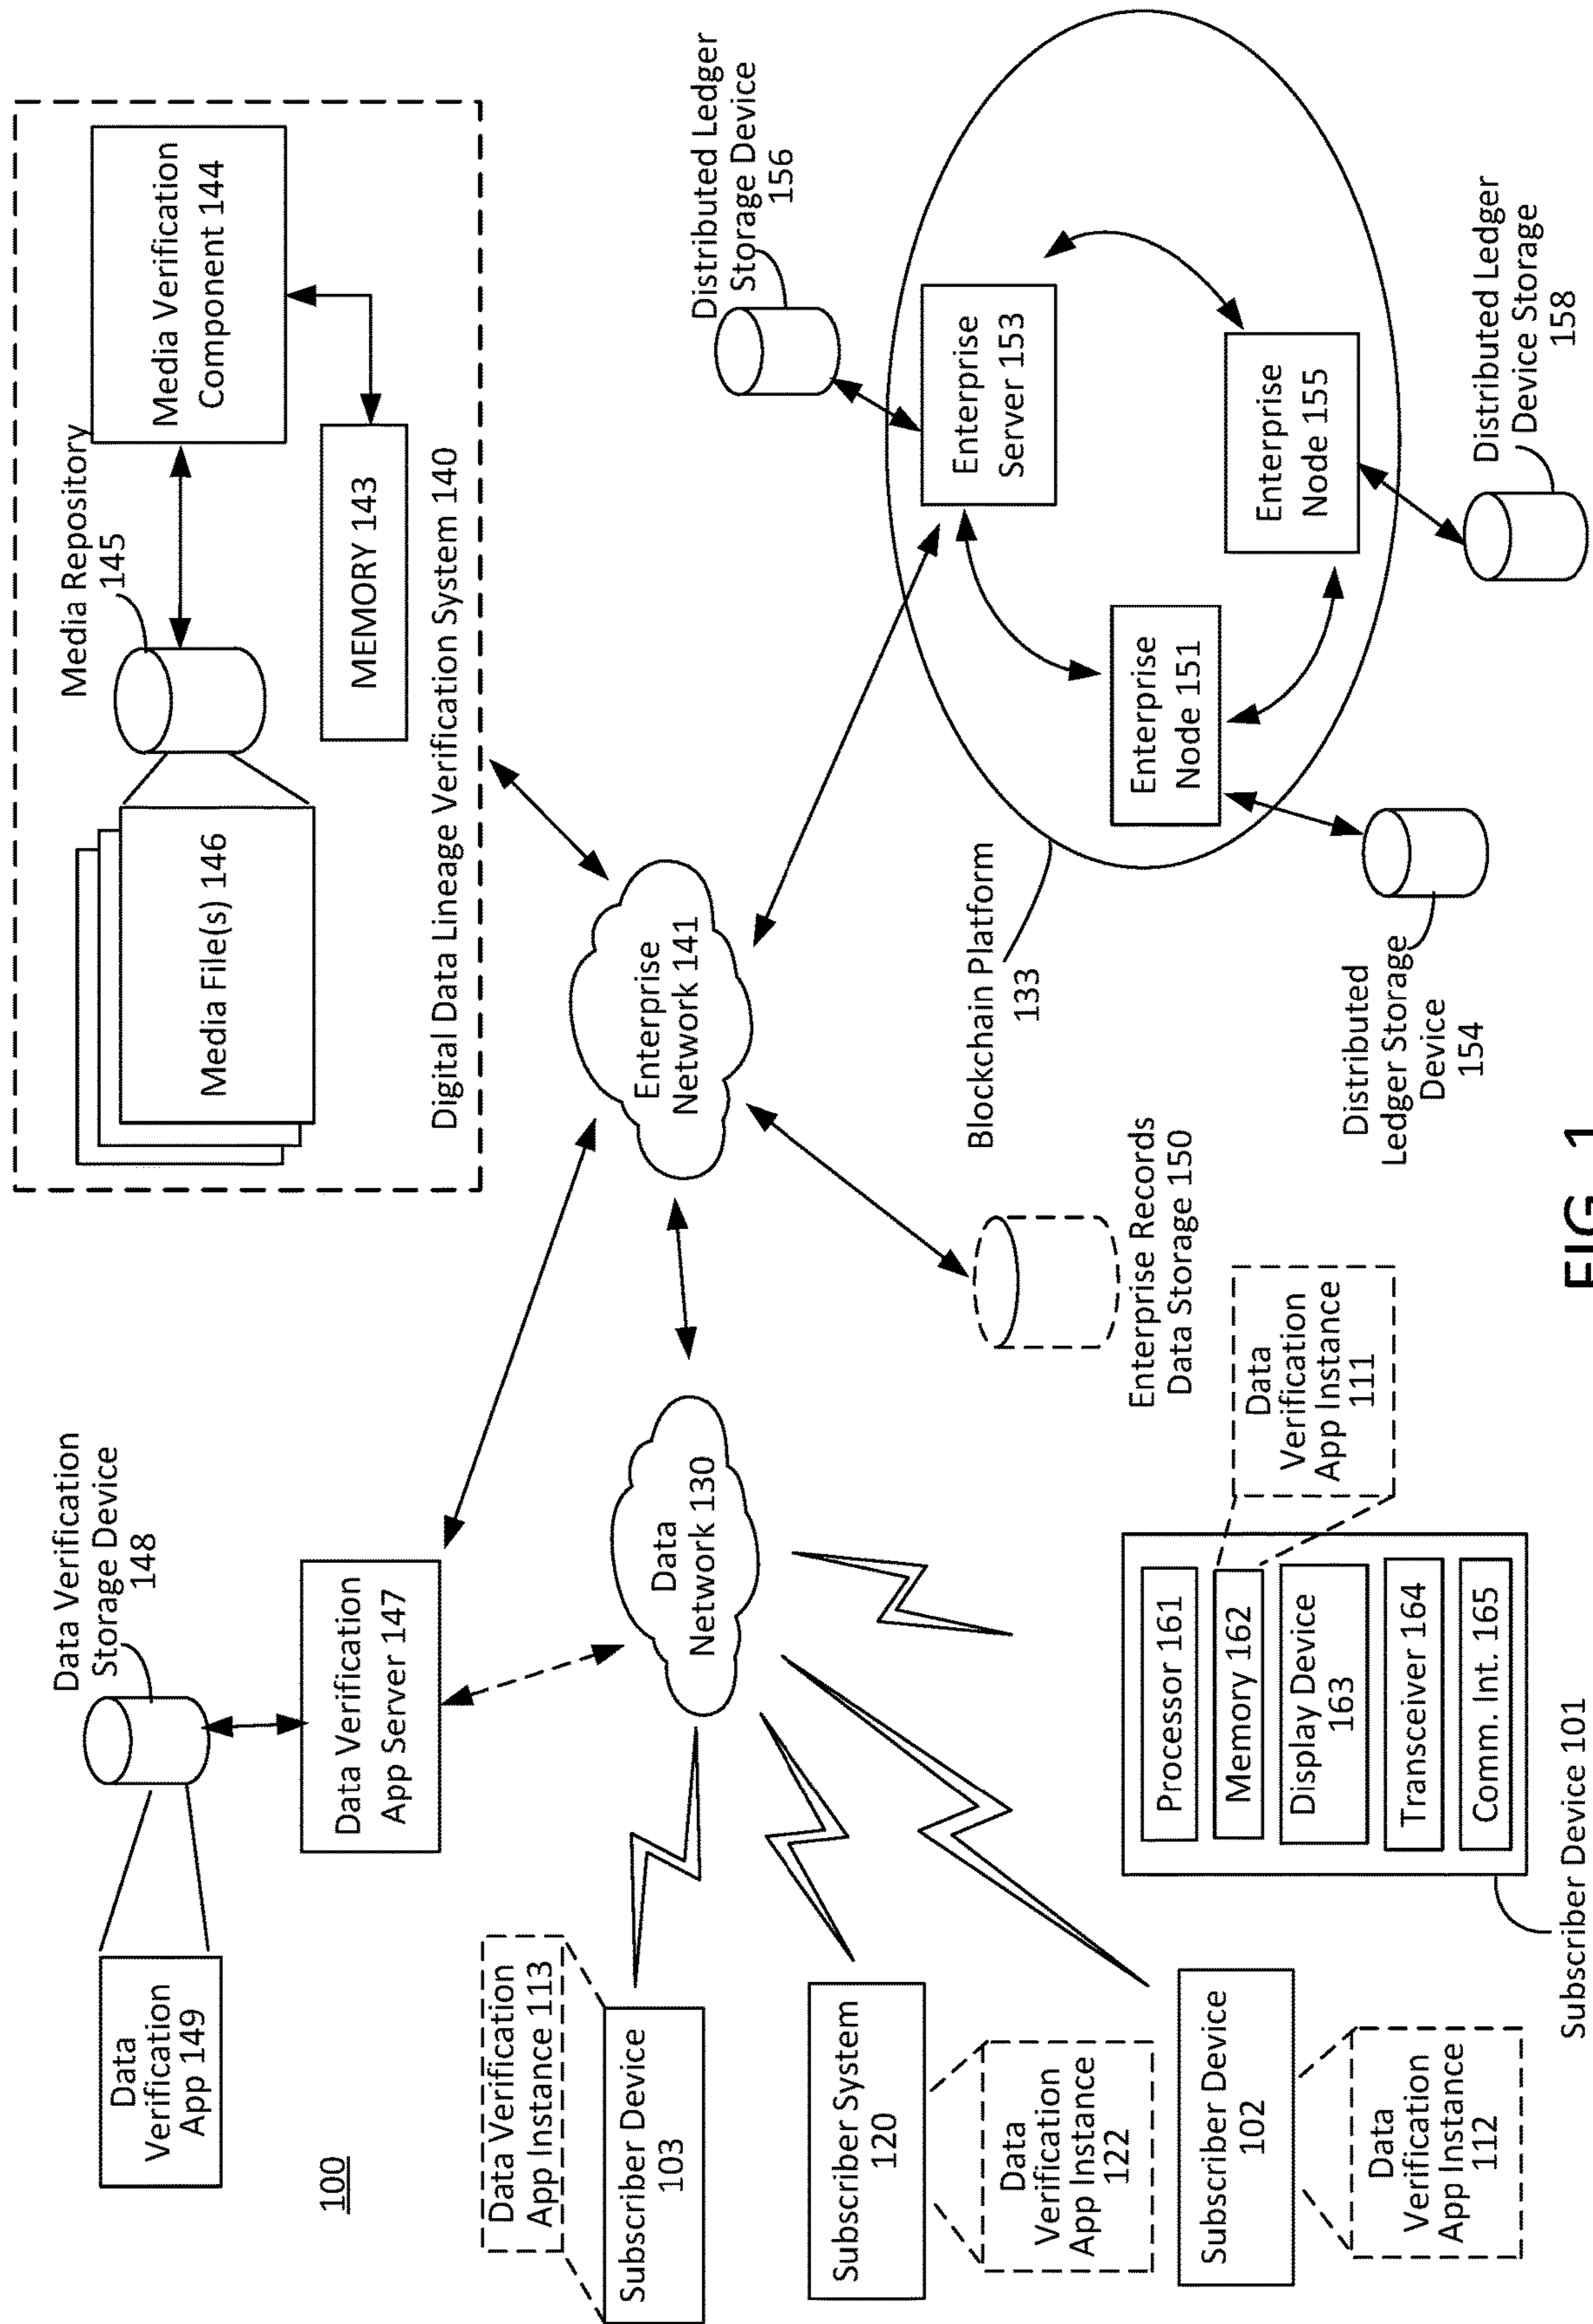 100
Data
Verification
App 149
Data Verification
Storage Device
148
Data Verification
App Server 147
Media Repository
145
Media Verification
Component 144
Media File(s) 146
MEMORY 143
Digital Data Lineage Verification System 140
Enterprise
Network 141
Data
Network 130
Data Verification
App Instance 113
Subscriber Device
103
Subscriber System
120
Data
Verification
App Instance
122
Subscriber Device
102
Data
Verification
App Instance
112
Processor 161
Memory 162
Display Device
163
Transceiver 164
Comm. Int. 165
Subscriber Device 101
Data
Verification
App Instance
111
Enterprise Records
Data Storage 150
Blockchain Platform
133
Distributed Ledger
Storage Device
156
Enterprise
Server 153
Enterprise
Node 151
Enterprise
Node 155
Distributed
Ledger Storage
Device
154
Distributed Ledger
Device Storage
158
FIG. 1